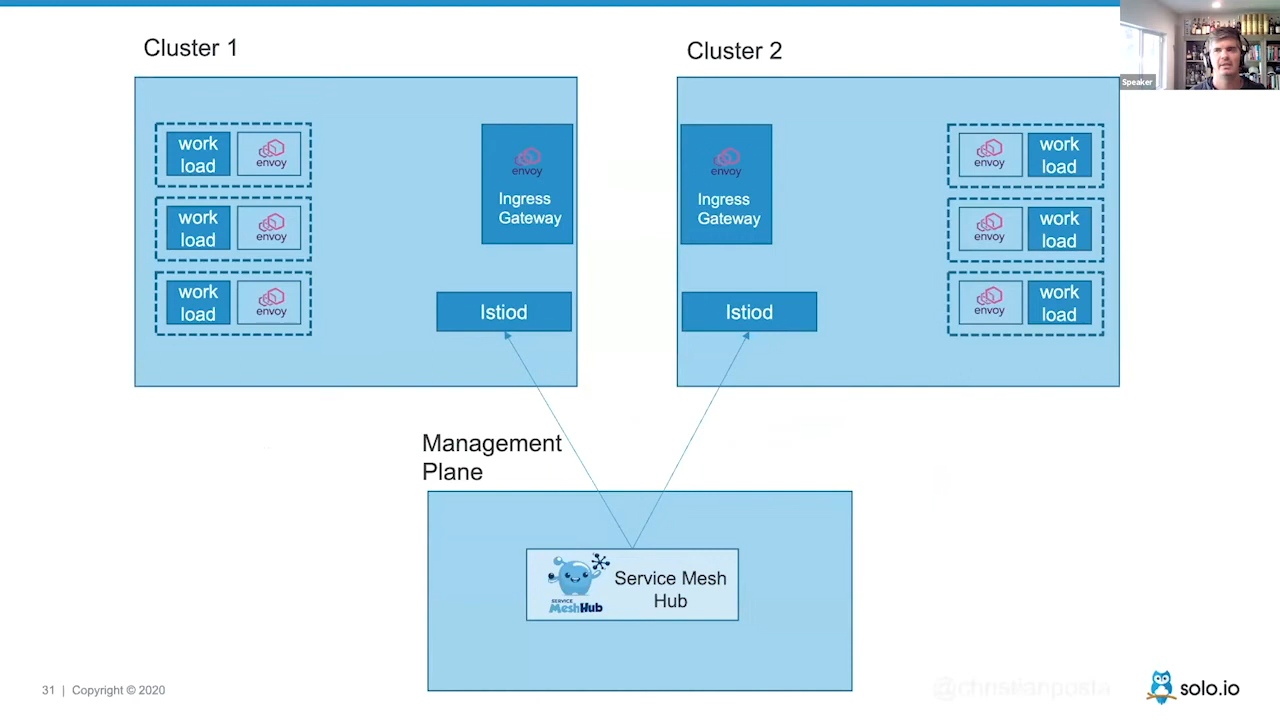 Cluster 1
Cluster 2
Speaker
work
load
envoy
work
load
envoy
work
load
envoy
envoy
Ingress
Gateway
Istiod
envoy
Ingress
Gateway
Istiod
envoy
work
load
envoy
work
load
envoy
work
load
Management
Plane
SERVICE
MeshHub
Service Mesh
Hub
31 | Copyright © 2020
@christianposta
solo.io